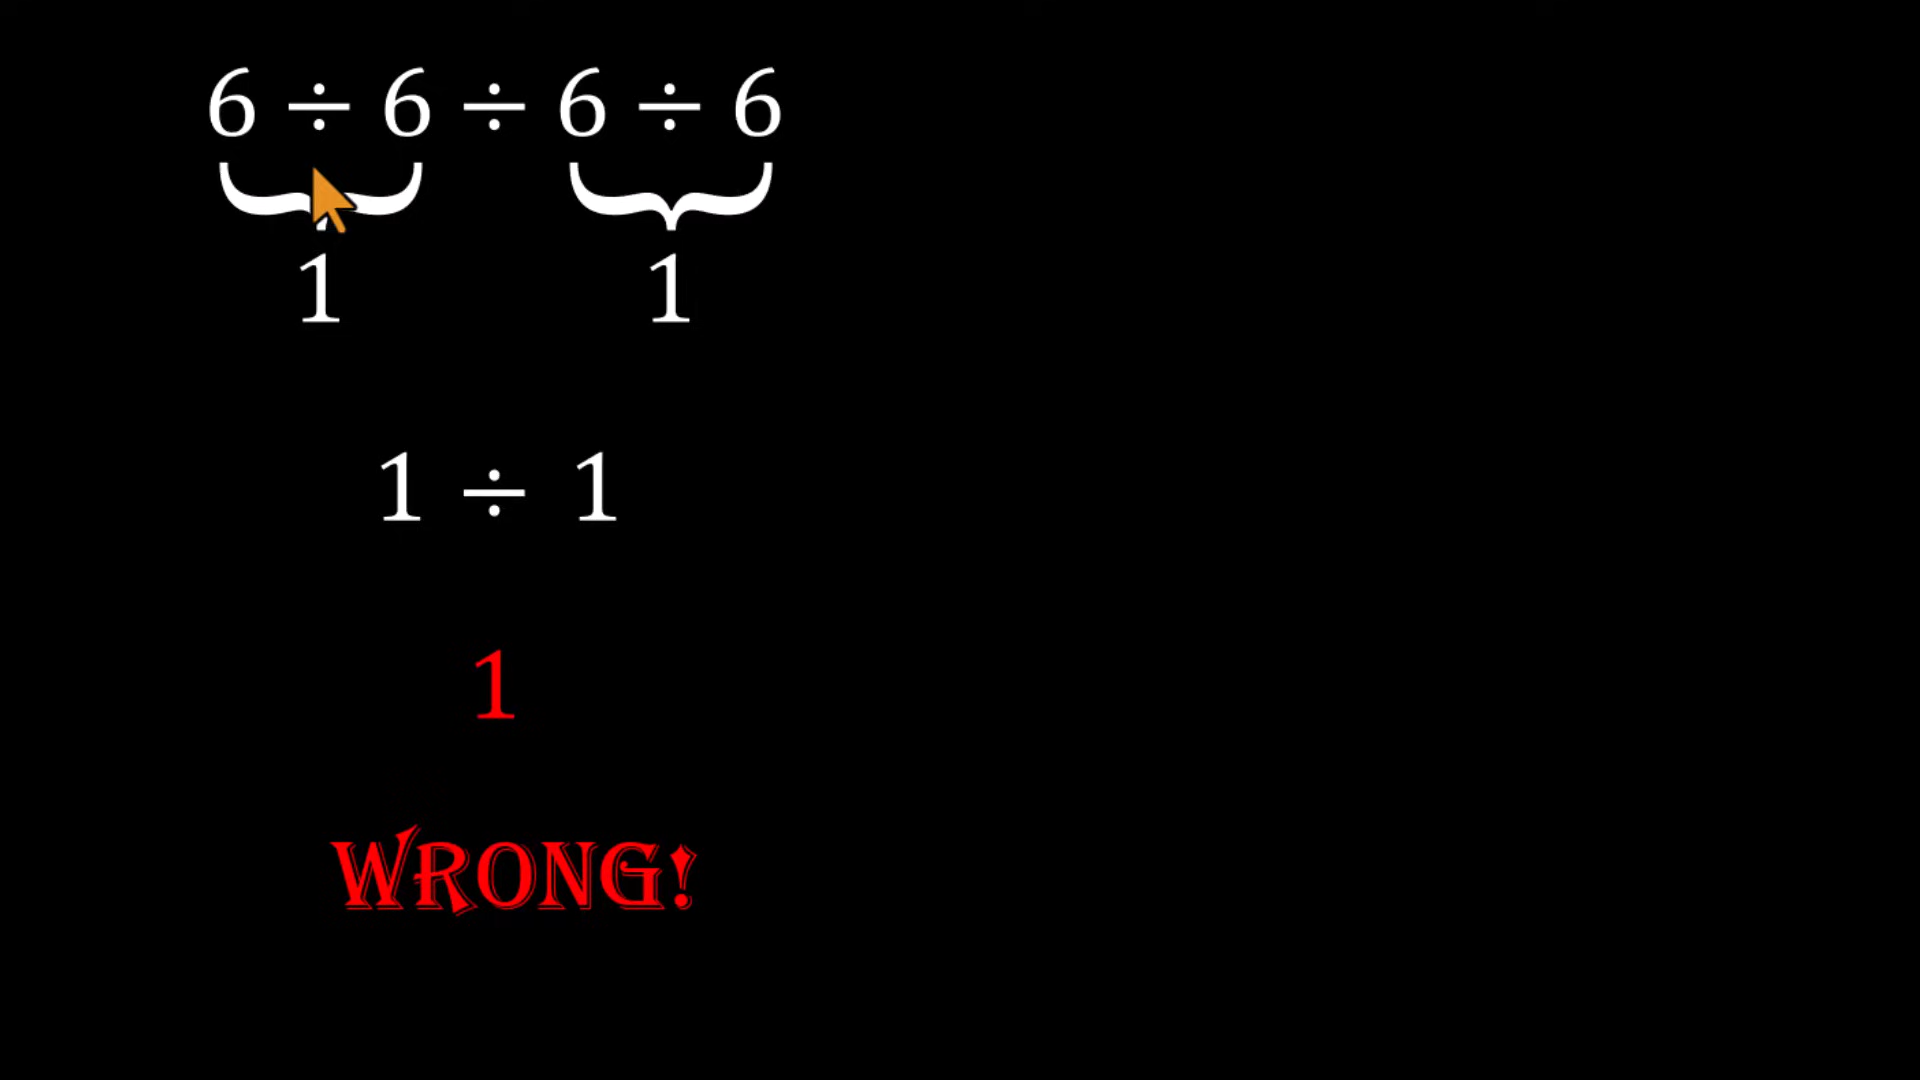 6 ÷ 6 ÷ 6 ÷ 6
1 1
1 ÷ 1
1
WRONG!